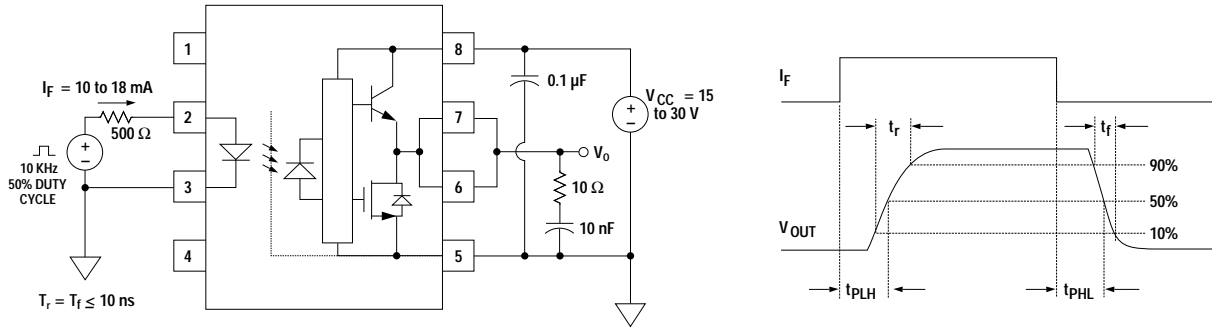 1
8
I_F = 10 to 18 mA
0.1 µF
V_CC = 15
to 30 V
+
–
2
500 Ω
7
V_O
+
–
10 KHz
50% DUTY
CYCLE
3
6
10 Ω
10 nF
4
5
T_r = T_f ≤ 10 ns
I_F
t_r
t_f
90%
50%
V_OUT
10%
t_PLH
t_PHL